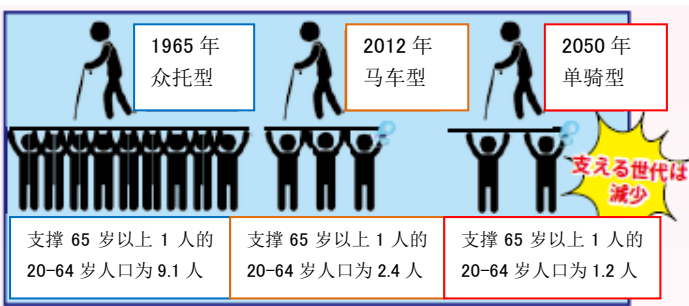 1965 年
众托型
2012 年
马车型
2050 年
单骑型
支える世代は
減少
支撑 65 岁以上 1 人的
20-64 岁人口为 9.1 人
支撑 65 岁以上 1 人的
20-64 岁人口为 2.4 人
支撑 65 岁以上 1 人的
20-64 岁人口为 1.2 人